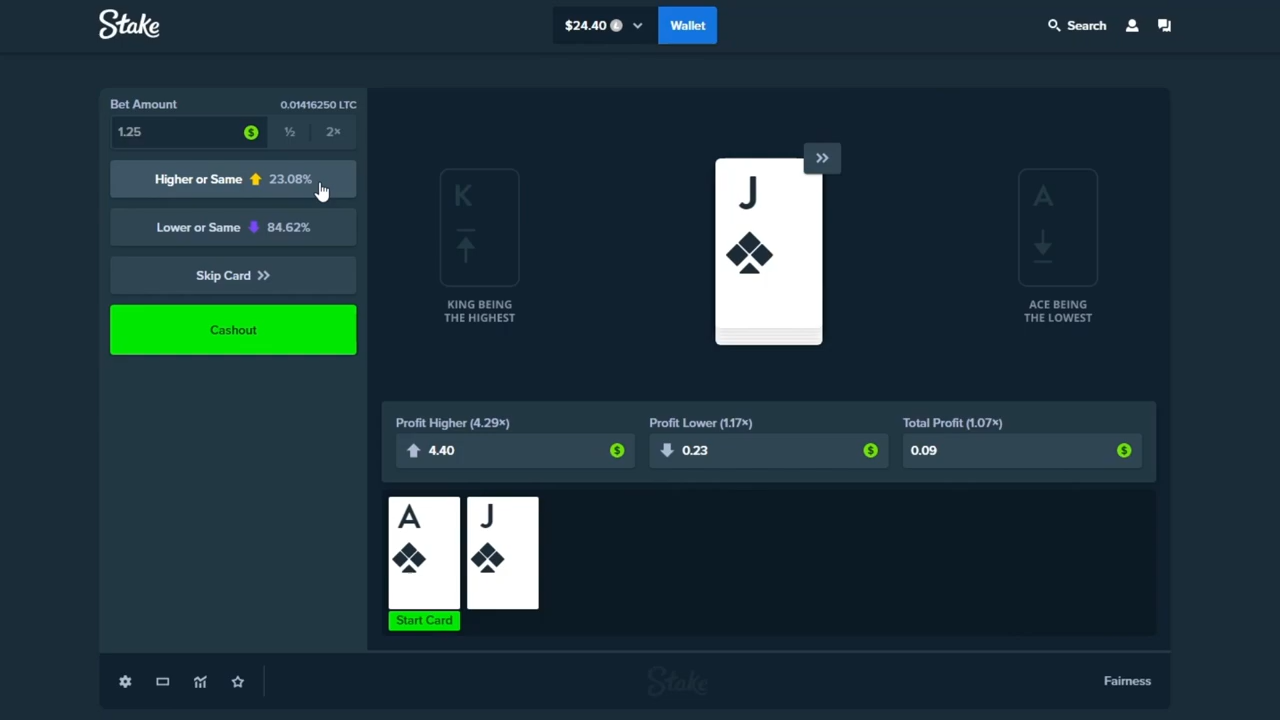 Stake
$24.40
Wallet
Search
Bet Amount
0.01416250 LTC
1.25
$
½
2×
Higher or Same 23.08%
Lower or Same 84.62%
Skip Card
Cashout
K
KING BEING
THE HIGHEST
J
A
ACE BEING
THE LOWEST
Profit Higher (4.29×)
4.40
$
Profit Lower (1.17×)
0.23
$
Total Profit (1.07×)
0.09
$
A
Start Card
J
Stake
Fairness